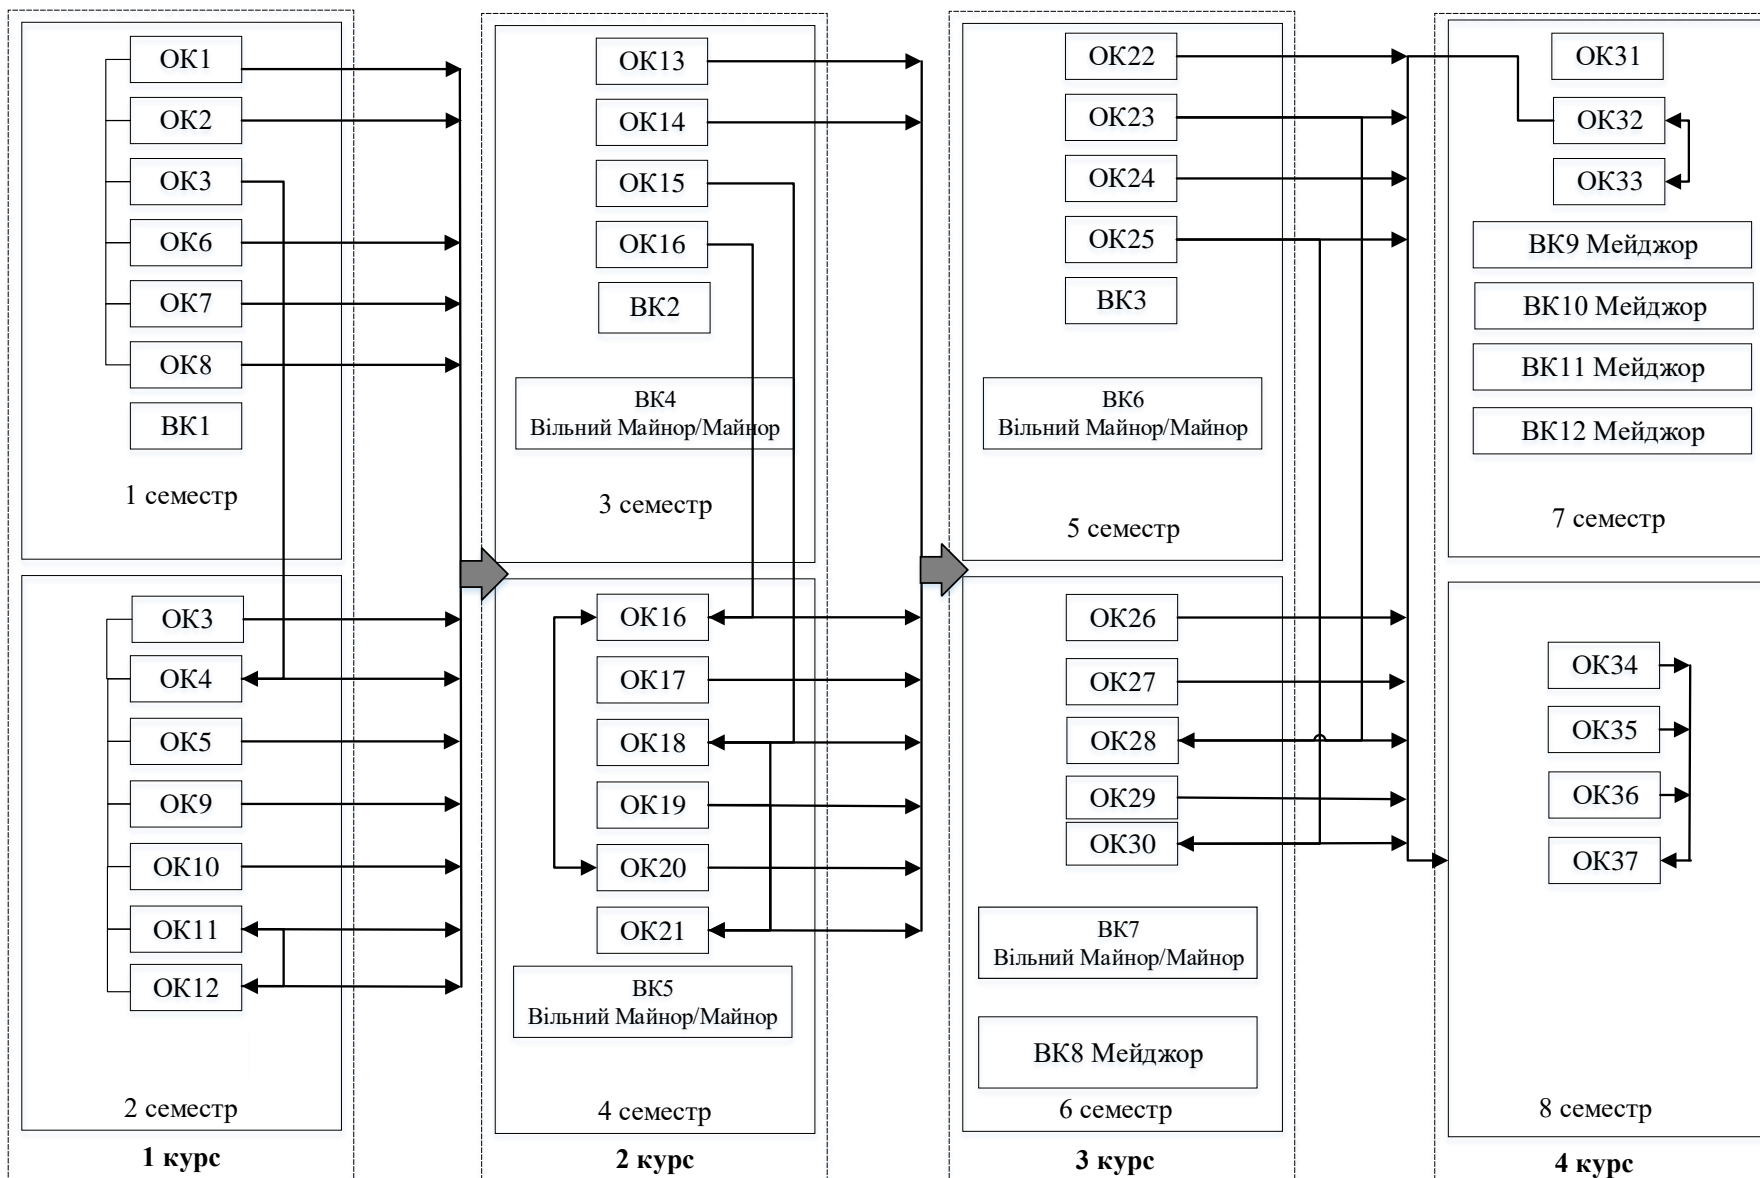 ОК1
ОК2
ОК3
ОК6
ОК7
ОК8
ВК1
1 семестр
ОК3
ОК4
ОК5
ОК9
ОК10
ОК11
ОК12
2 семестр
1 курс
ОК13
ОК14
ОК15
ОК16
ВК2
ВК4
Вільний Майнор/Майнор
3 семестр
ОК16
ОК17
ОК18
ОК19
ОК20
ОК21
ВК5
Вільний Майнор/Майнор
4 семестр
2 курс
ОК22
ОК23
ОК24
ОК25
ВК3
ВК6
Вільний Майнор/Майнор
5 семестр
ОК26
ОК27
ОК28
ОК29
ОК30
ВК7
Вільний Майнор/Майнор
ВК8 Мейджор
6 семестр
3 курс
ОК31
ОК32
ОК33
ВК9 Мейджор
ВК10 Мейджор
ВК11 Мейджор
ВК12 Мейджор
7 семестр
ОК34
ОК35
ОК36
ОК37
8 семестр
4 курс